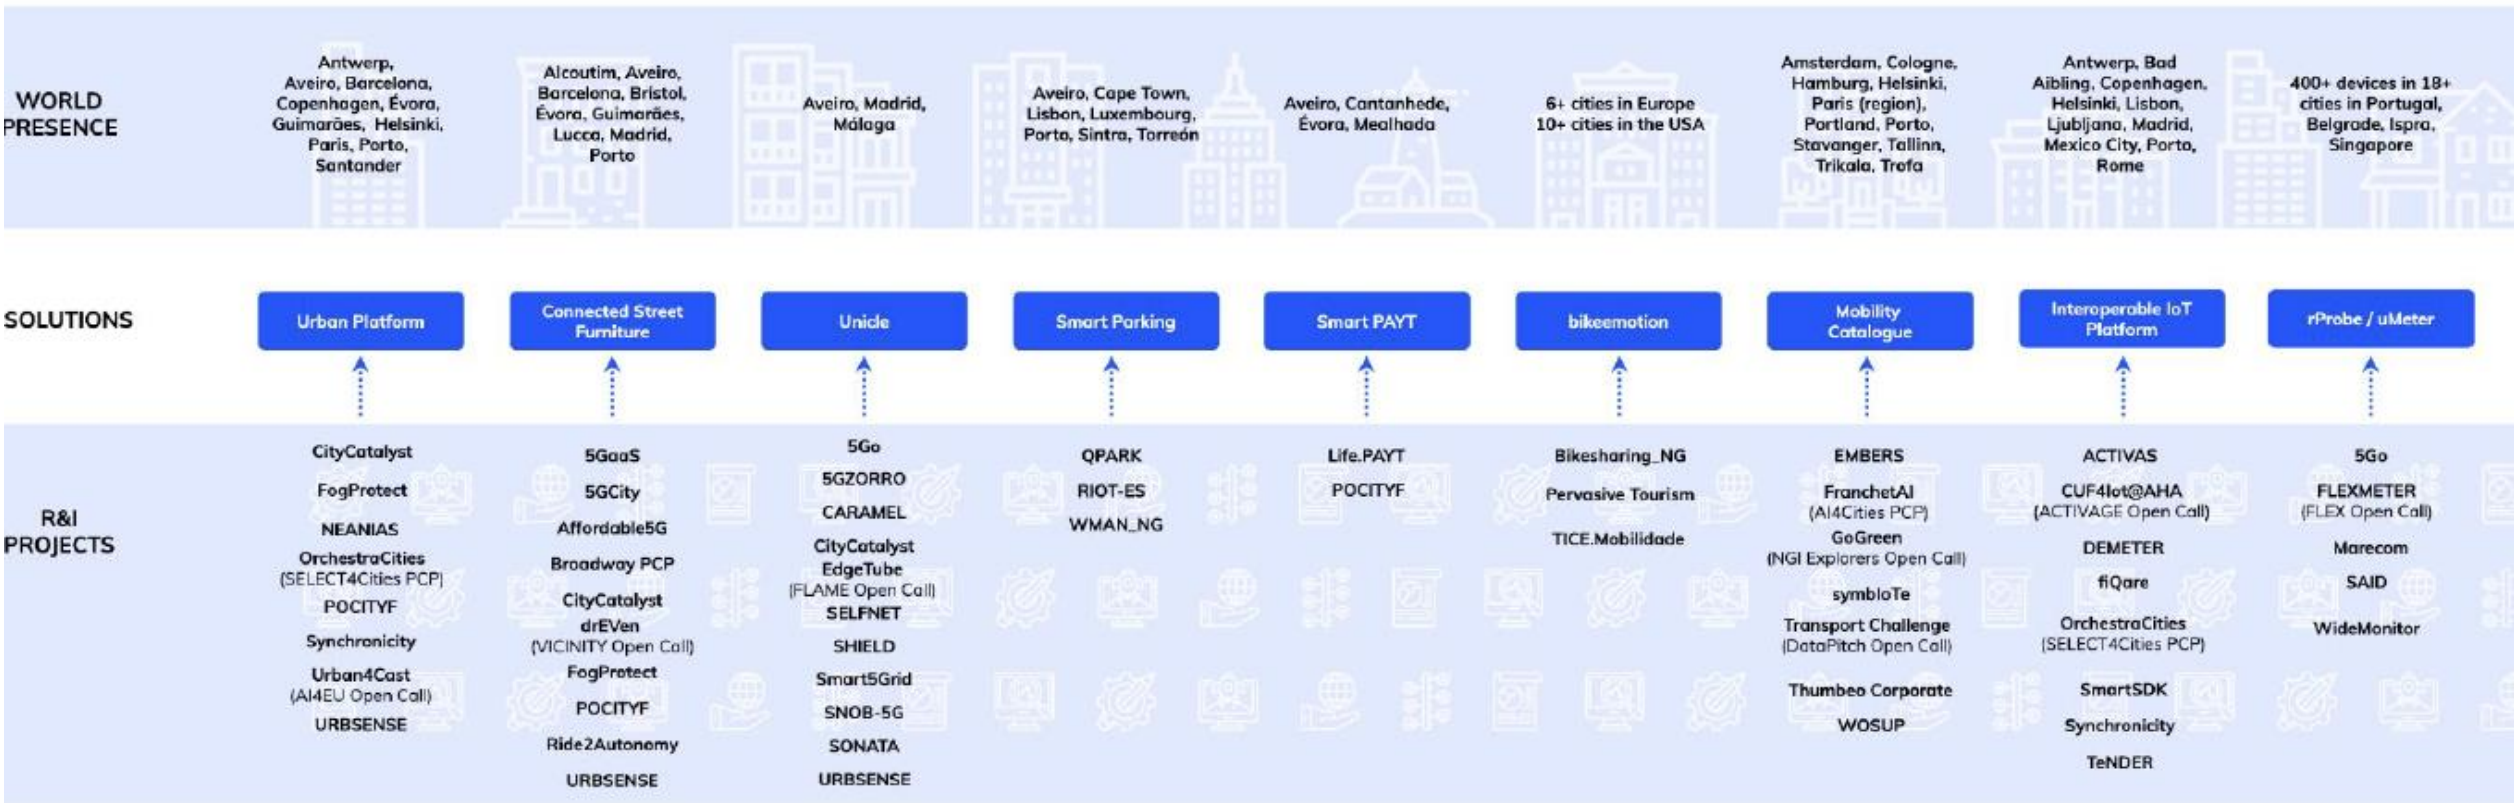 WORLD
PRESENCE
Antwerp,
Aveiro, Barcelona,
Copenhagen, Évora,
Guimarães, Helsinki,
Paris, Porto,
Santander
Alcoutim, Aveiro,
Barcelona, Bristol,
Évora, Guimarães,
Lucca, Madrid,
Porto
Aveiro, Madrid,
Málaga
Aveiro, Cape Town,
Lisbon, Luxembourg,
Porto, Sintra, Torreón
Aveiro, Cantanhede,
Évora, Mealhada
6+ cities in Europe
10+ cities in the USA
Amsterdam, Cologne,
Hamburg, Helsinki,
Paris (region),
Portland, Porto,
Stavanger, Tallinn,
Trikala, Trofa
Antwerp, Bad
Aibling, Copenhagen,
Helsinki, Lisbon,
Ljubljana, Madrid,
Mexico City, Porto,
Rome
400+ devices in 18+
cities in Portugal,
Belgrade, Ispra,
Singapore
SOLUTIONS
Urban Platform
Connected Street
Furniture
Unicle
Smart Parking
Smart PAYT
bikeemotion
Mobility
Catalogue
Interoperable IoT
Platform
rProbe / uMeter
R&I
PROJECTS
CityCatalyst
FogProtect
NEANIAS
OrchestraCities
(SELECT4Cities PCP)
POCITYF
Synchronicity
Urban4Cast
(AI4EU Open Call)
URBSENSE
5GaaS
5GCity
Affordable5G
Broadway PCP
CityCatalyst
drEVen
(VICINITY Open Call)
FogProtect
POCITYF
Ride2Autonomy
URBSENSE
5Go
5GZORRO
CARAMEL
CityCatalyst
EdgeTube
(FLAME Open Call)
SELFNET
SHIELD
Smart5Grid
SNOB-5G
SONATA
URBSENSE
QPARK
RIOT-ES
WMAN_NG
Life.PAYT
POCITYF
Bikesharing_NG
Pervasive Tourism
TICE.Mobilidade
EMBERS
FranchetAI
(AI4Cities PCP)
GoGreen
(NGI Explorers Open Call)
symbIoTe
Transport Challenge
(DataPitch Open Call)
Thumbeo Corporate
WOSUP
ACTIVAS
CUF4Iot@AHA
(ACTIVAGE Open Call)
DEMETER
fiQare
OrchestraCities
(SELECT4Cities PCP)
SmartSDK
Synchronicity
TeNDER
5Go
FLEXMETER
(FLEX Open Call)
Marecom
SAID
WideMonitor